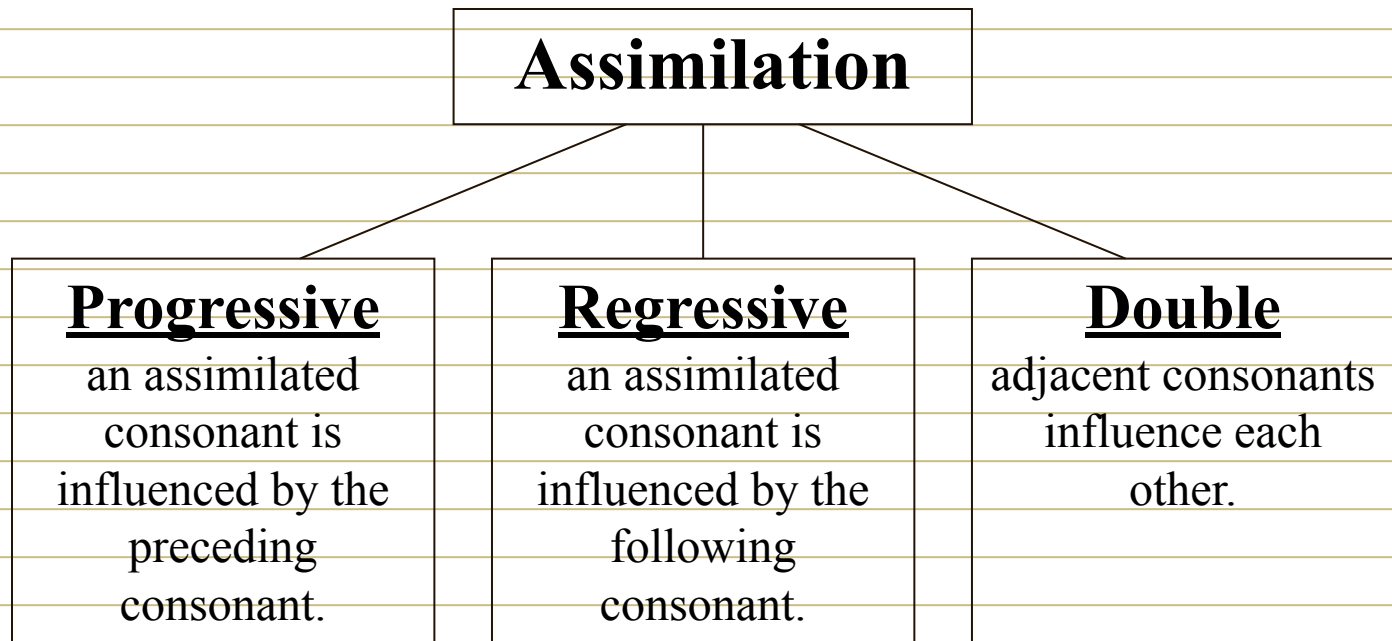 Assimilation
Progressive
an assimilated
consonant is
influenced by the
preceding
consonant.
Regressive
an assimilated
consonant is
influenced by the
following
consonant.
Double
adjacent consonants
influence each
other.